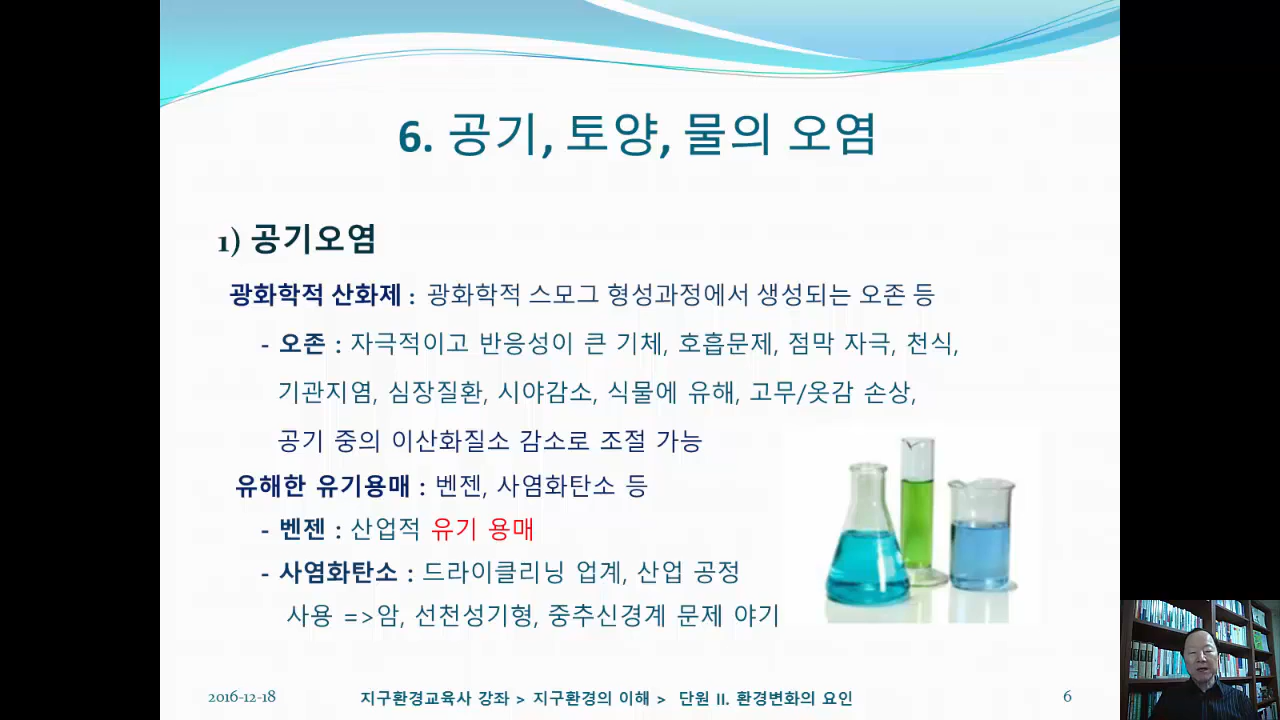 6. 공기, 토양, 물의 오염
1) 공기오염
광화학적 산화제 : 광화학적 스모그 형성과정에서 생성되는 오존 등
- 오존 : 자극적이고 반응성이 큰 기체, 호흡문제, 점막 자극, 천식,
기관지염, 심장질환, 시야감소, 식물에 유해, 고무/옷감 손상,
공기 중의 이산화질소 감소로 조절 가능
유해한 유기용매 : 벤젠, 사염화탄소 등
- 벤젠 : 산업적 유기 용매
- 사염화탄소 : 드라이클리닝 업계, 산업 공정
사용 =>암, 선천성기형, 중추신경계 문제 야기
2016-12-18 지구환경교육사 강좌 > 지구환경의 이해 > 단원 II. 환경변화의 요인 6